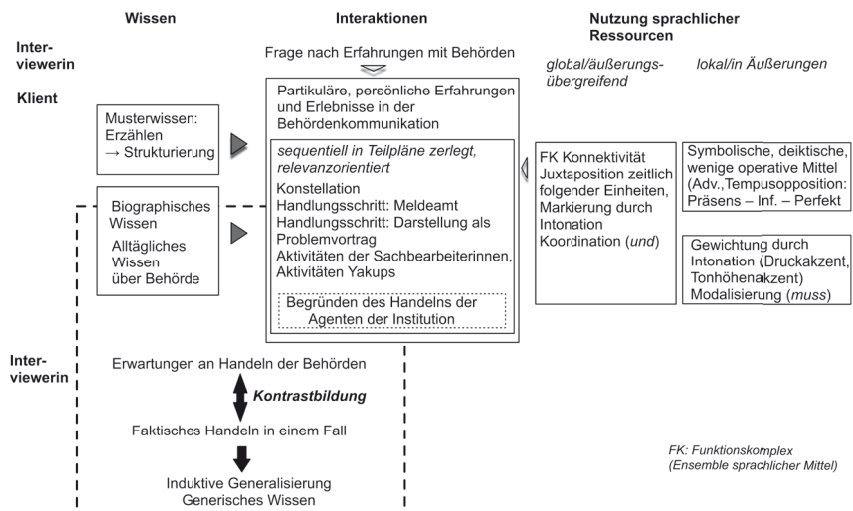 Wissen
Interaktionen
Nutzung sprachlicher
Ressourcen
Inter-
viewerin
Frage nach Erfahrungen mit Behörden
global/äußerungs-
übergreifend
lokal/in Äußerungen
Klient
Musterwissen:
Erzählen
→ Strukturierung
Biographisches
Wissen
Alltägliches
Wissen
über Behörde
Partikuläre, persönliche Erfahrungen
und Erlebnisse in der
Behördenkommunikation
sequentiell in Teilpläne zerlegt,
relevanzorientiert
Konstellation
Handlungsschritt: Meldeamt
Handlungsschritt: Darstellung als
Problemvortrag
Aktivitäten der Sachbearbeiterinnen.
Aktivitäten Yakups
Begründen des Handelns der
Agenten der Institution
FK Konnektivität
Juxtaposition zeitlich
folgender Einheiten,
Markierung durch
Intonation
Koordination (und)
Symbolische, deiktische,
wenige operative Mittel
(Adv.,Tempusopposition:
Präsens – Inf. – Perfekt
Gewichtung durch
Intonation (Druckakzent,
Tonhöhenakzent)
Modalisierung (muss)
Inter-
viewerin
Erwartungen an Handeln der Behörden
Kontrastbildung
Faktisches Handeln in einem Fall
Induktive Generalisierung
Generisches Wissen
FK: Funktionskomplex
(Ensemble sprachlicher Mittel)